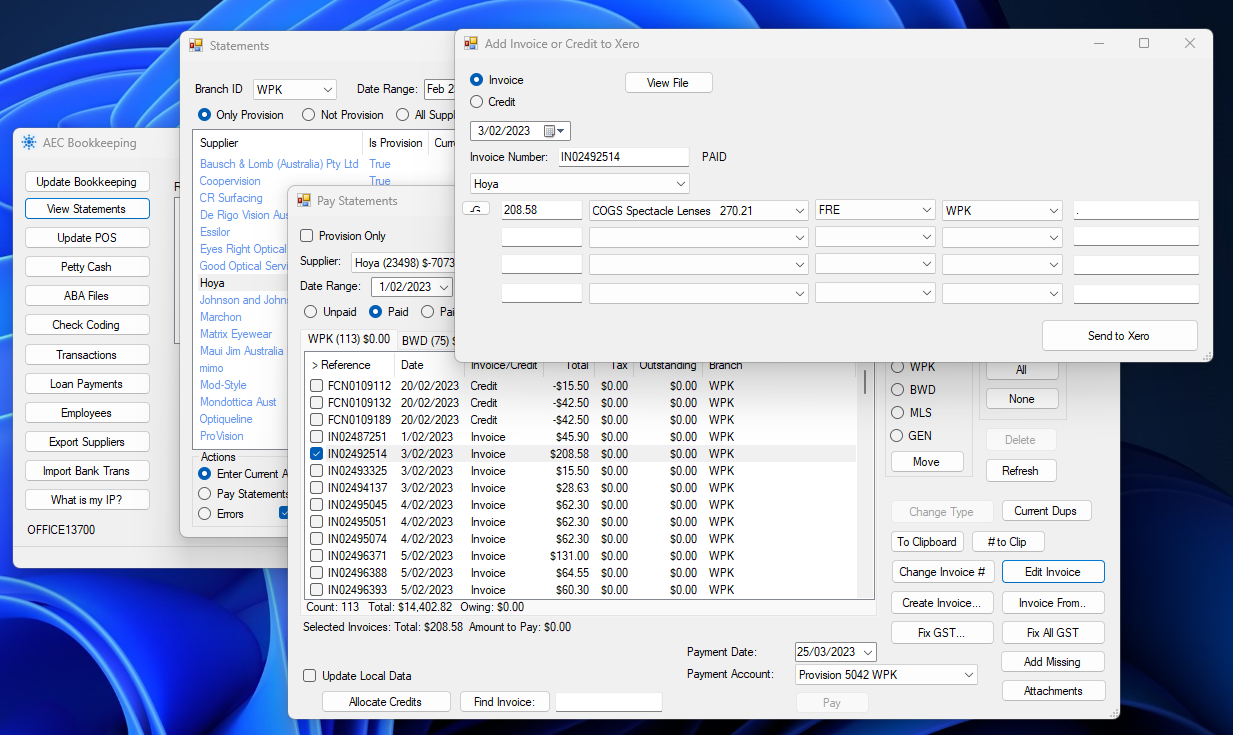 AEC Bookkeeping
Update Bookkeeping
View Statements
Update POS
Petty Cash
ABA Files
Check Coding
Transactions
Loan Payments
Employees
Export Suppliers
Import Bank Trans
What is my IP?
OFFICE13700
Statements
Branch ID WPK Date Range: Feb 2
Only Provision Not Provision All Suppl
Supplier Is Provision Curr
Bausch & Lomb (Australia) Pty Ltd True
Coopervision True
CR Surfacing
De Rigo Vision Aus
Essilor
Eyes Right Optical
Good Optical Servi
Hoya
Johnson and Johns
Marchon
Matrix Eyewear
Maui Jim Australia
mimo
Mod-Style
Mondottica Aust
Optiqueline
ProVision
Actions
Enter Current A
Pay Statements
Errors
Pay Statements
Provision Only
Supplier: Hoya (23498) $-7073
Date Range: 1/02/2023
Unpaid Paid Pai
WPK (113) $0.00 BWD (75) $
> Reference Date Invoice/Credit Total Tax Outstanding Branch
FCN0109112 20/02/2023 Credit -$15.50 $0.00 $0.00 WPK
FCN0109132 20/02/2023 Credit -$42.50 $0.00 $0.00 WPK
FCN0109189 20/02/2023 Credit -$42.50 $0.00 $0.00 WPK
IN02487251 1/02/2023 Invoice $45.90 $0.00 $0.00 WPK
IN02492514 3/02/2023 Invoice $208.58 $0.00 $0.00 WPK
IN02493325 3/02/2023 Invoice $15.50 $0.00 $0.00 WPK
IN02494137 3/02/2023 Invoice $28.63 $0.00 $0.00 WPK
IN02495045 4/02/2023 Invoice $62.30 $0.00 $0.00 WPK
IN02495051 4/02/2023 Invoice $62.30 $0.00 $0.00 WPK
IN02495074 4/02/2023 Invoice $62.30 $0.00 $0.00 WPK
IN02496371 5/02/2023 Invoice $131.00 $0.00 $0.00 WPK
IN02496388 5/02/2023 Invoice $64.55 $0.00 $0.00 WPK
IN02496393 5/02/2023 Invoice $60.30 $0.00 $0.00 WPK
Count: 113 Total: $14,402.82 Owing: $0.00
Selected Invoices: Total: $208.58 Amount to Pay: $0.00
Update Local Data
Allocate Credits Find Invoice:
Payment Date: 25/03/2023
Payment Account: Provision 5042 WPK
Pay
WPK
BWD
MLS
GEN
Move
All
None
Delete
Refresh
Change Type Current Dups
To Clipboard # to Clip
Change Invoice # Edit Invoice
Create Invoice... Invoice From..
Fix GST... Fix All GST
Add Missing
Attachments
Add Invoice or Credit to Xero
Invoice View File
Credit
3/02/2023
Invoice Number: IN02492514 PAID
Hoya
208.58 COGS Spectacle Lenses 270.21 FRE WPK .
Send to Xero